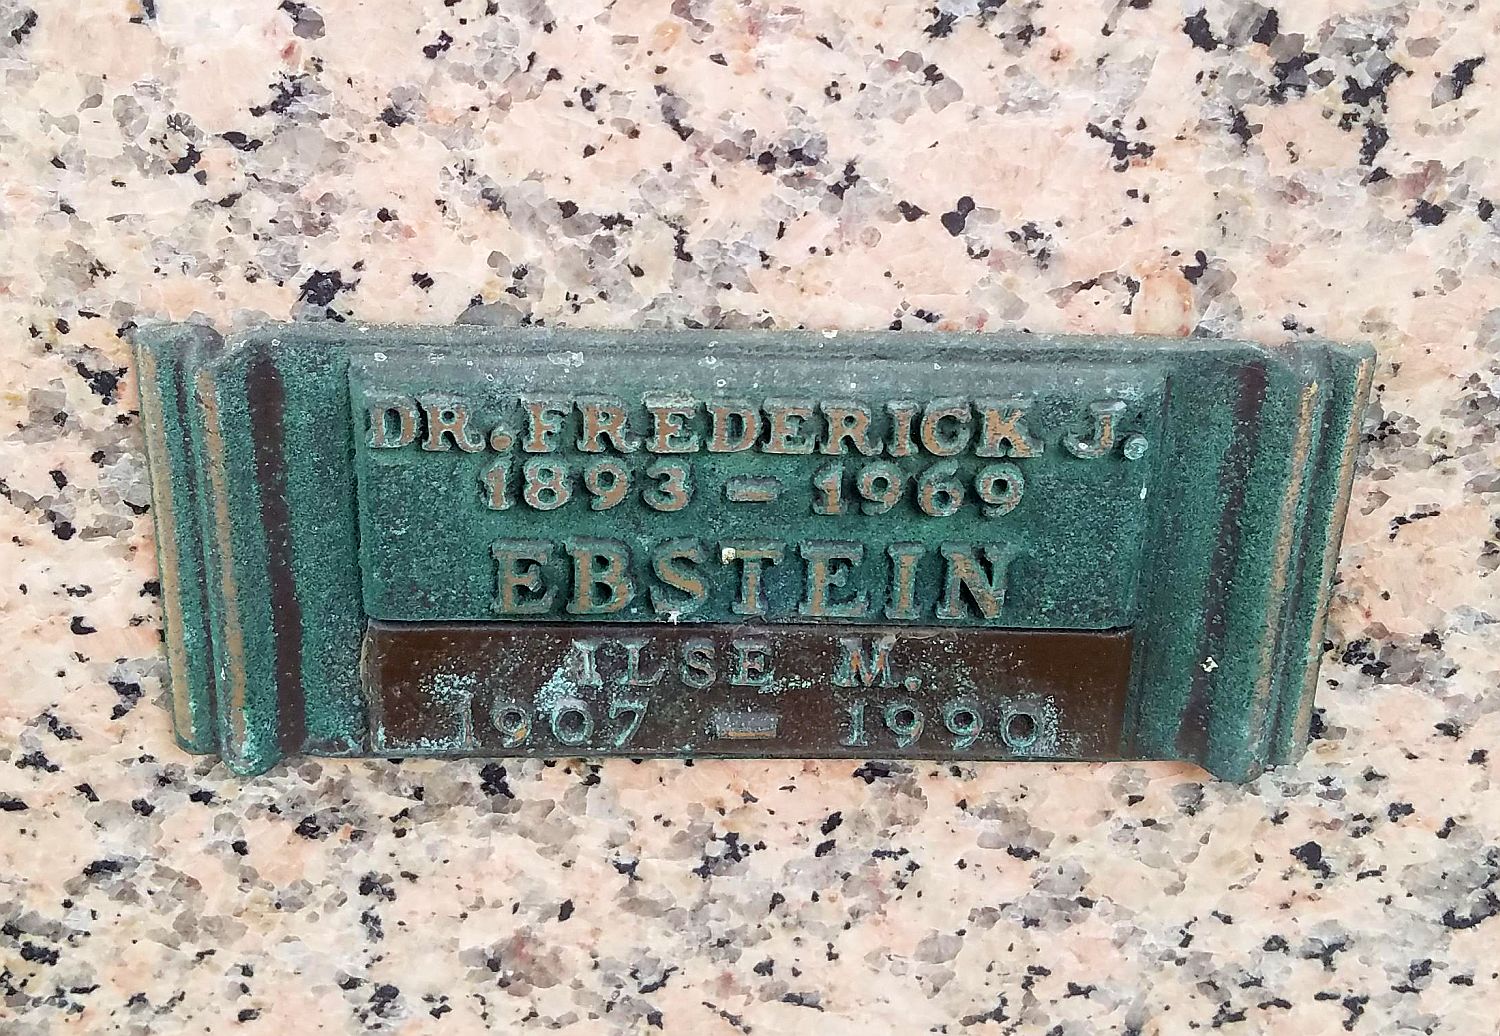 DR. FREDERICK J.
1893 - 1969
EBSTEIN
ILSE M.
1907 - 1990